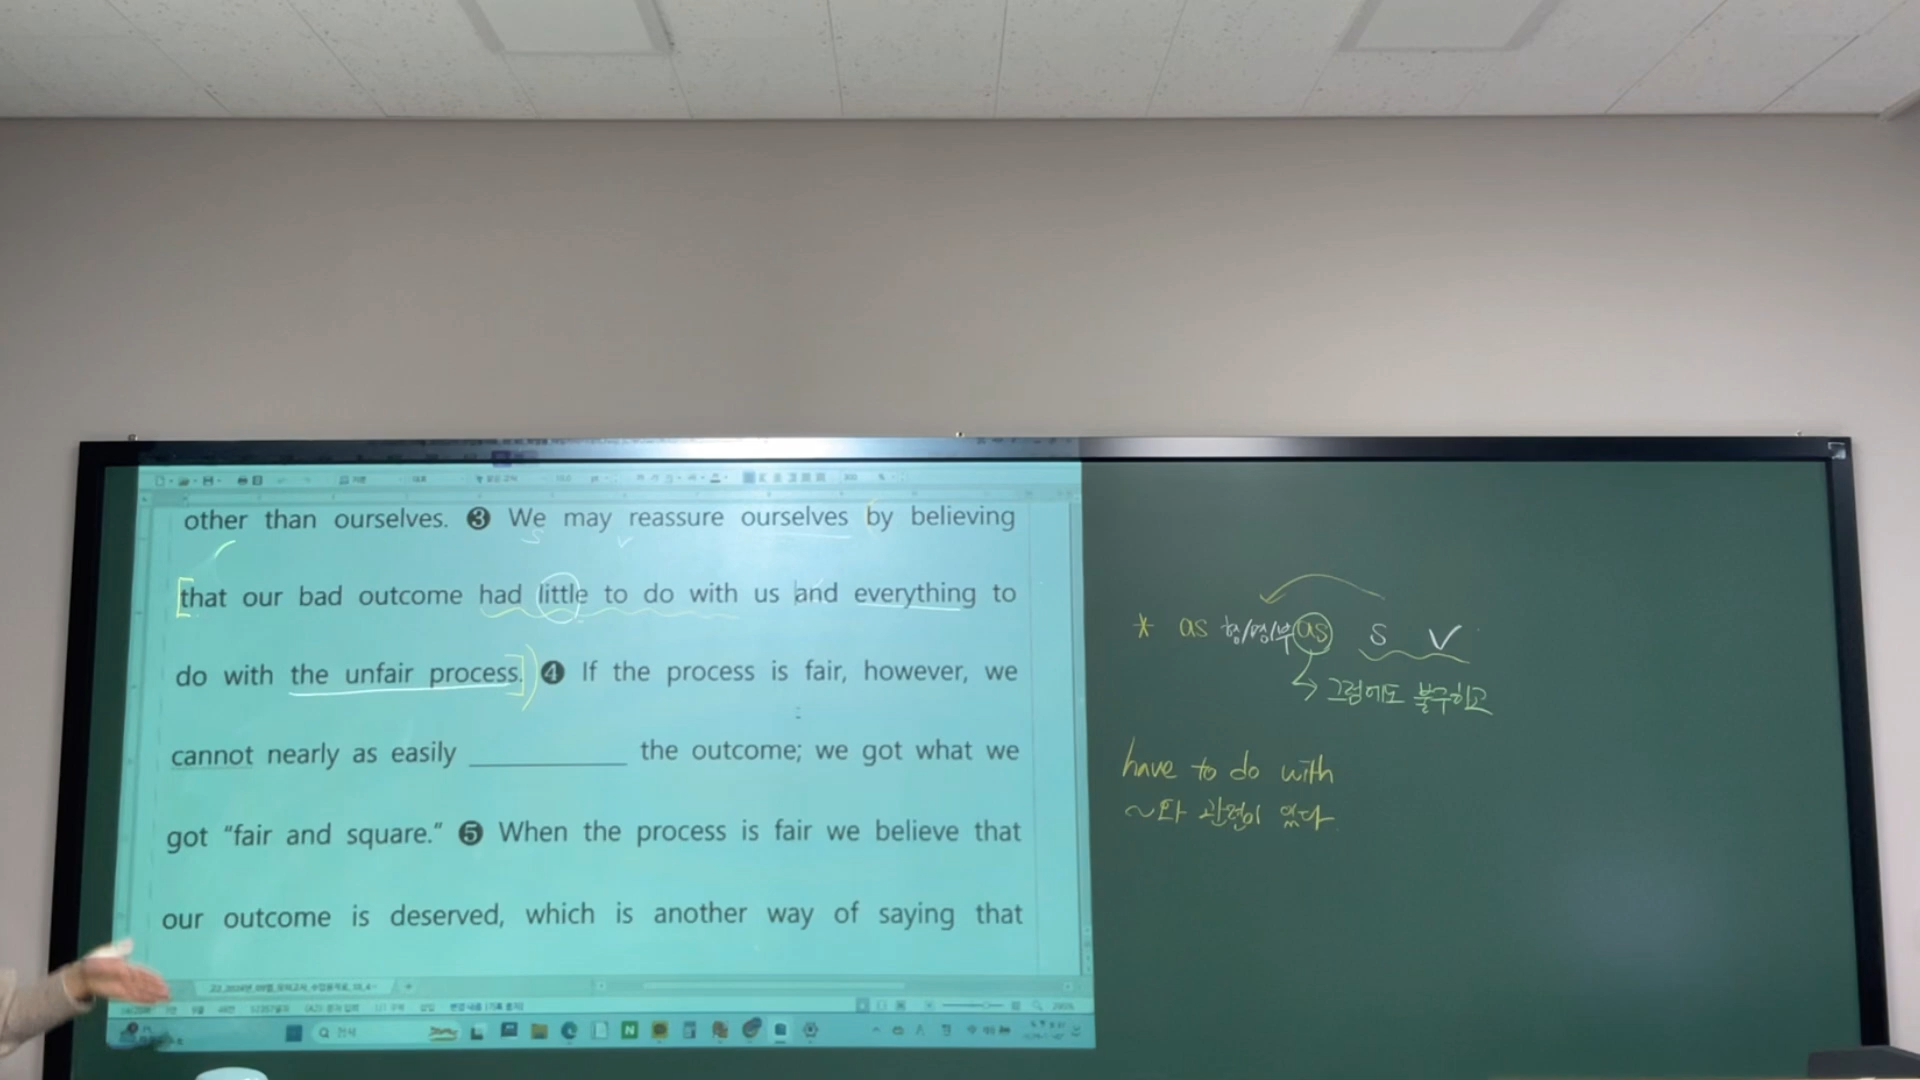 other than ourselves. ❸ We may reassure ourselves by believing
S V
that our bad outcome had little to do with us and everything to
do with the unfair process. ❹ If the process is fair, however, we
cannot nearly as easily ____________ the outcome; we got what we
got “fair and square.” ❺ When the process is fair we believe that
our outcome is deserved, which is another way of saying that
검색
* as 형/명/부 as S V
→ 그럼에도 불구하고
have to do with
~와 관련이 있다